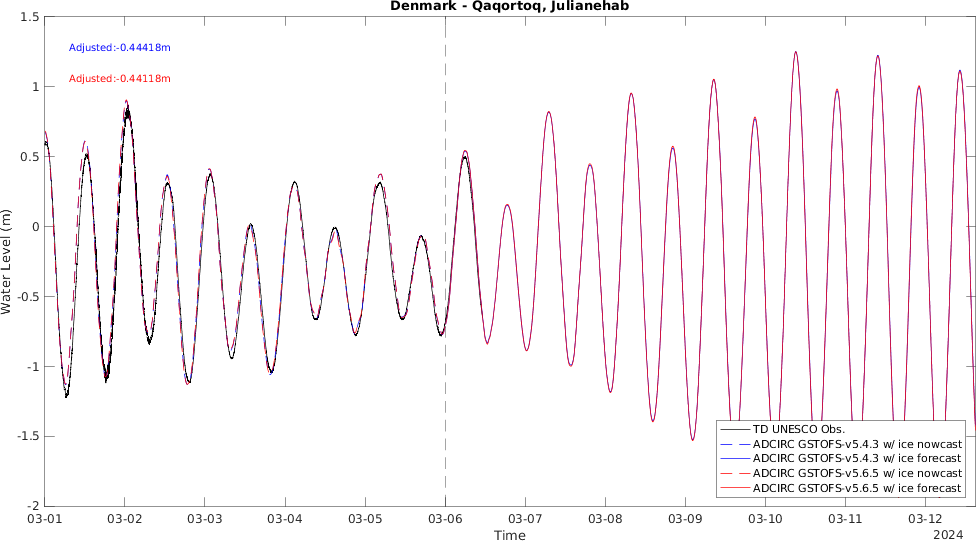 Denmark - Qaqortoq, Julianehab
1.5
Adjusted:-0.44418m
Adjusted:-0.44118m
1
0.5
0
-0.5
-1
-1.5
-2
Water Level (m)
TD UNESCO Obs.
ADCIRC GSTOFS-v5.4.3 w/ ice nowcast
ADCIRC GSTOFS-v5.4.3 w/ ice forecast
ADCIRC GSTOFS-v5.6.5 w/ ice nowcast
ADCIRC GSTOFS-v5.6.5 w/ ice forecast
03-01 03-02 03-03 03-04 03-05 03-06 03-07 03-08 03-09 03-10 03-11 03-12
Time
2024